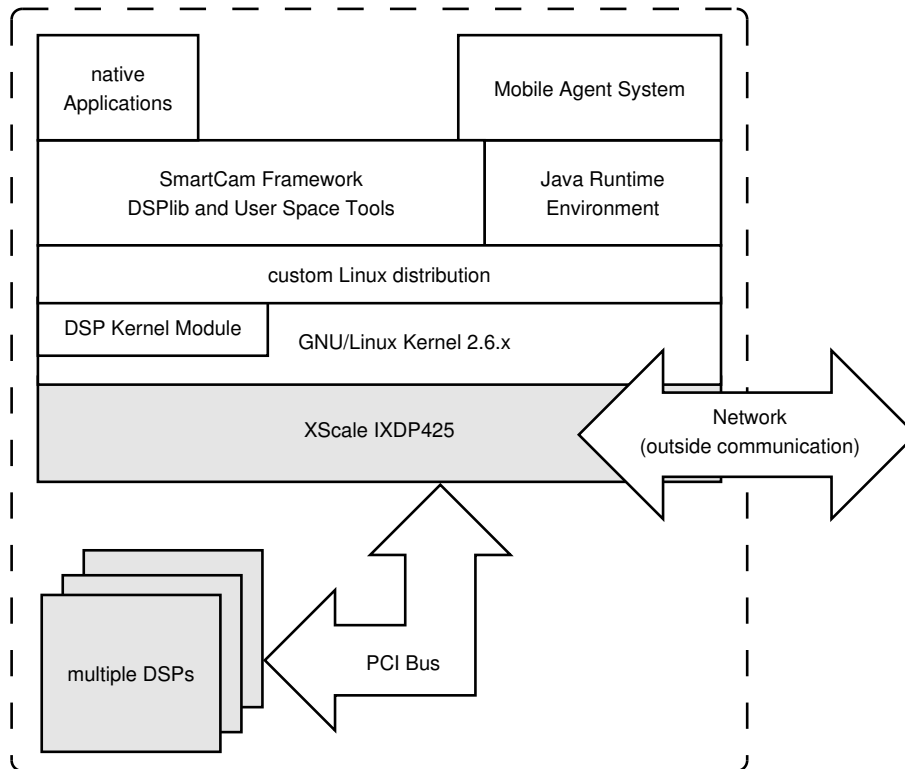 native
Applications
Mobile Agent System
SmartCam Framework
DSPlib and User Space Tools
Java Runtime
Environment
custom Linux distribution
DSP Kernel Module
GNU/Linux Kernel 2.6.x
XScale IXDP425
Network
(outside communication)
multiple DSPs
PCI Bus